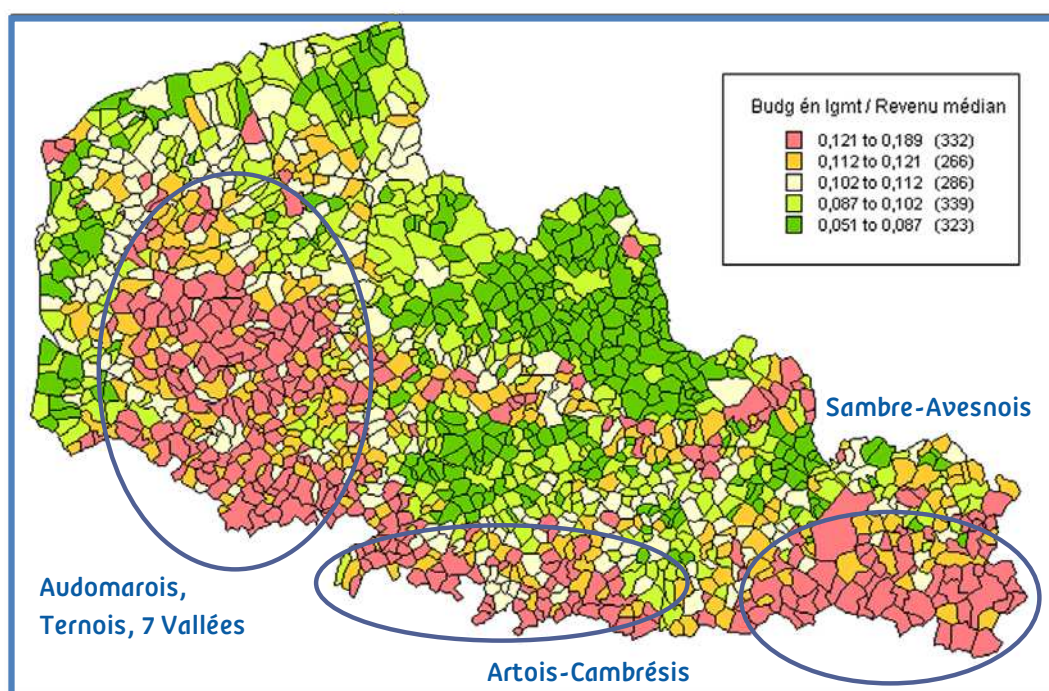 Budg én lgmt / Revenu médian
0,121 to 0,189 (332)
0,112 to 0,121 (266)
0,102 to 0,112 (286)
0,087 to 0,102 (339)
0,051 to 0,087 (323)
Sambre-Avesnois
Audomarois,
Ternois, 7 Vallées
Artois-Cambrésis